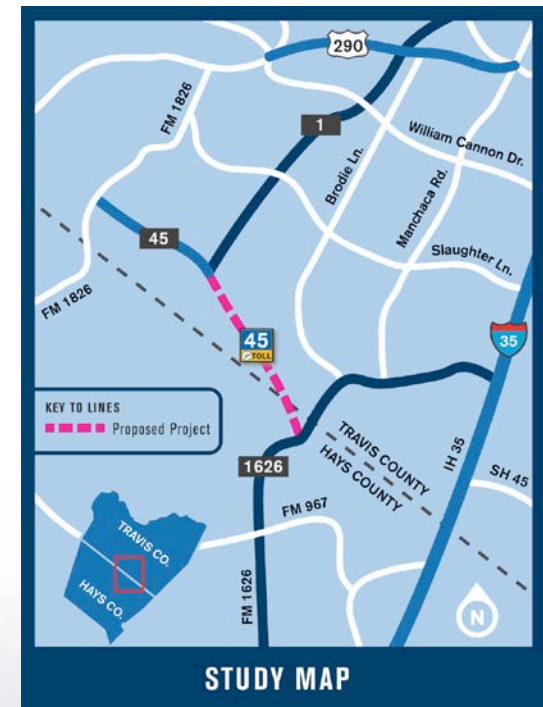 290
FM 1826
1
William Cannon Dr.
Brodie Ln.
Manchaca Rd.
45
Slaughter Ln.
FM 1826
35
45
TOLL
KEY TO LINES
Proposed Project
1626
TRAVIS COUNTY
HAYS COUNTY
IH 35
SH 45
FM 967
TRAVIS CO.
HAYS CO.
FM 1626
N
STUDY MAP